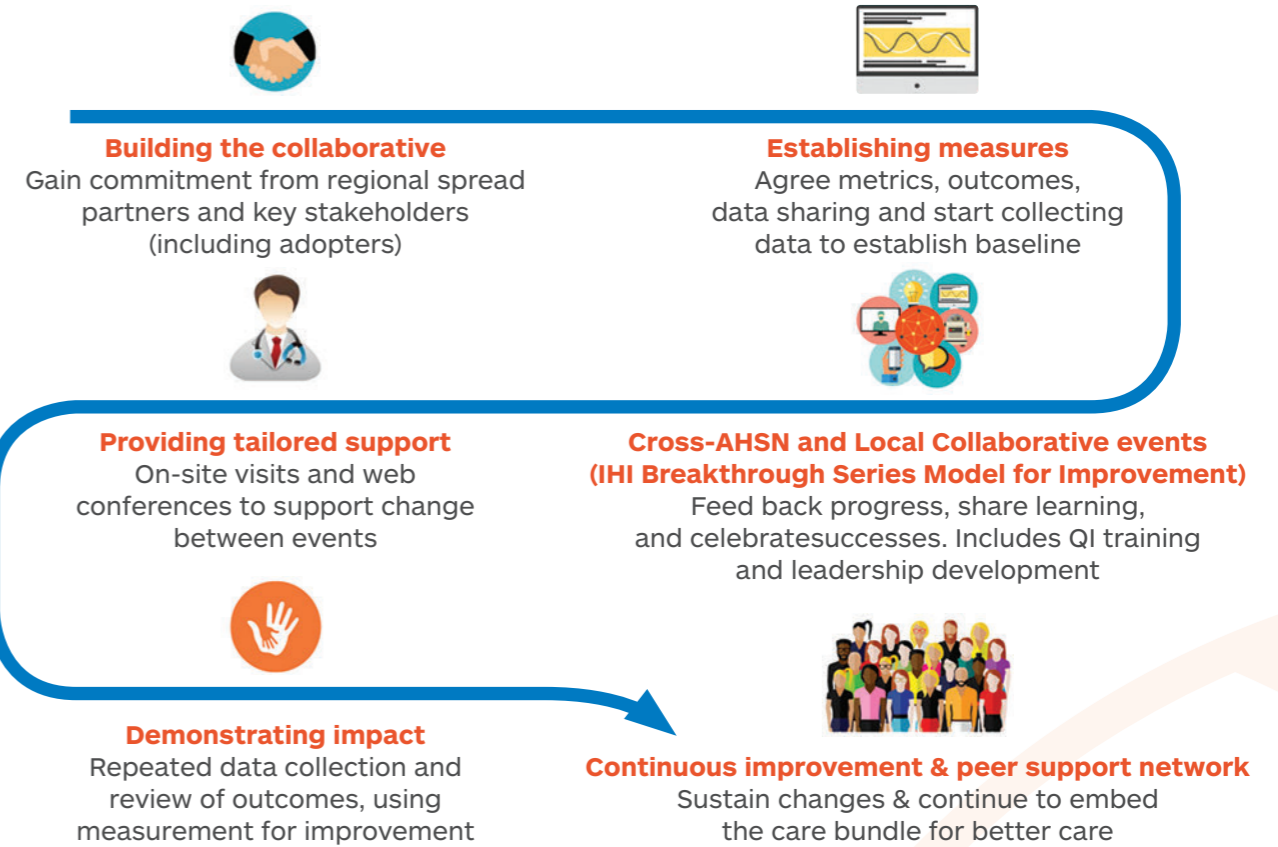 Building the collaborative
Gain commitment from regional spread
partners and key stakeholders
(including adopters)
Establishing measures
Agree metrics, outcomes,
data sharing and start collecting
data to establish baseline
Cross-AHSN and Local Collaborative events
(IHI Breakthrough Series Model for Improvement)
Feed back progress, share learning,
and celebratesuccesses. Includes QI training
and leadership development
Providing tailored support
On-site visits and web
conferences to support change
between events
Demonstrating impact
Repeated data collection and
review of outcomes, using
measurement for improvement
Continuous improvement & peer support network
Sustain changes & continue to embed
the care bundle for better care